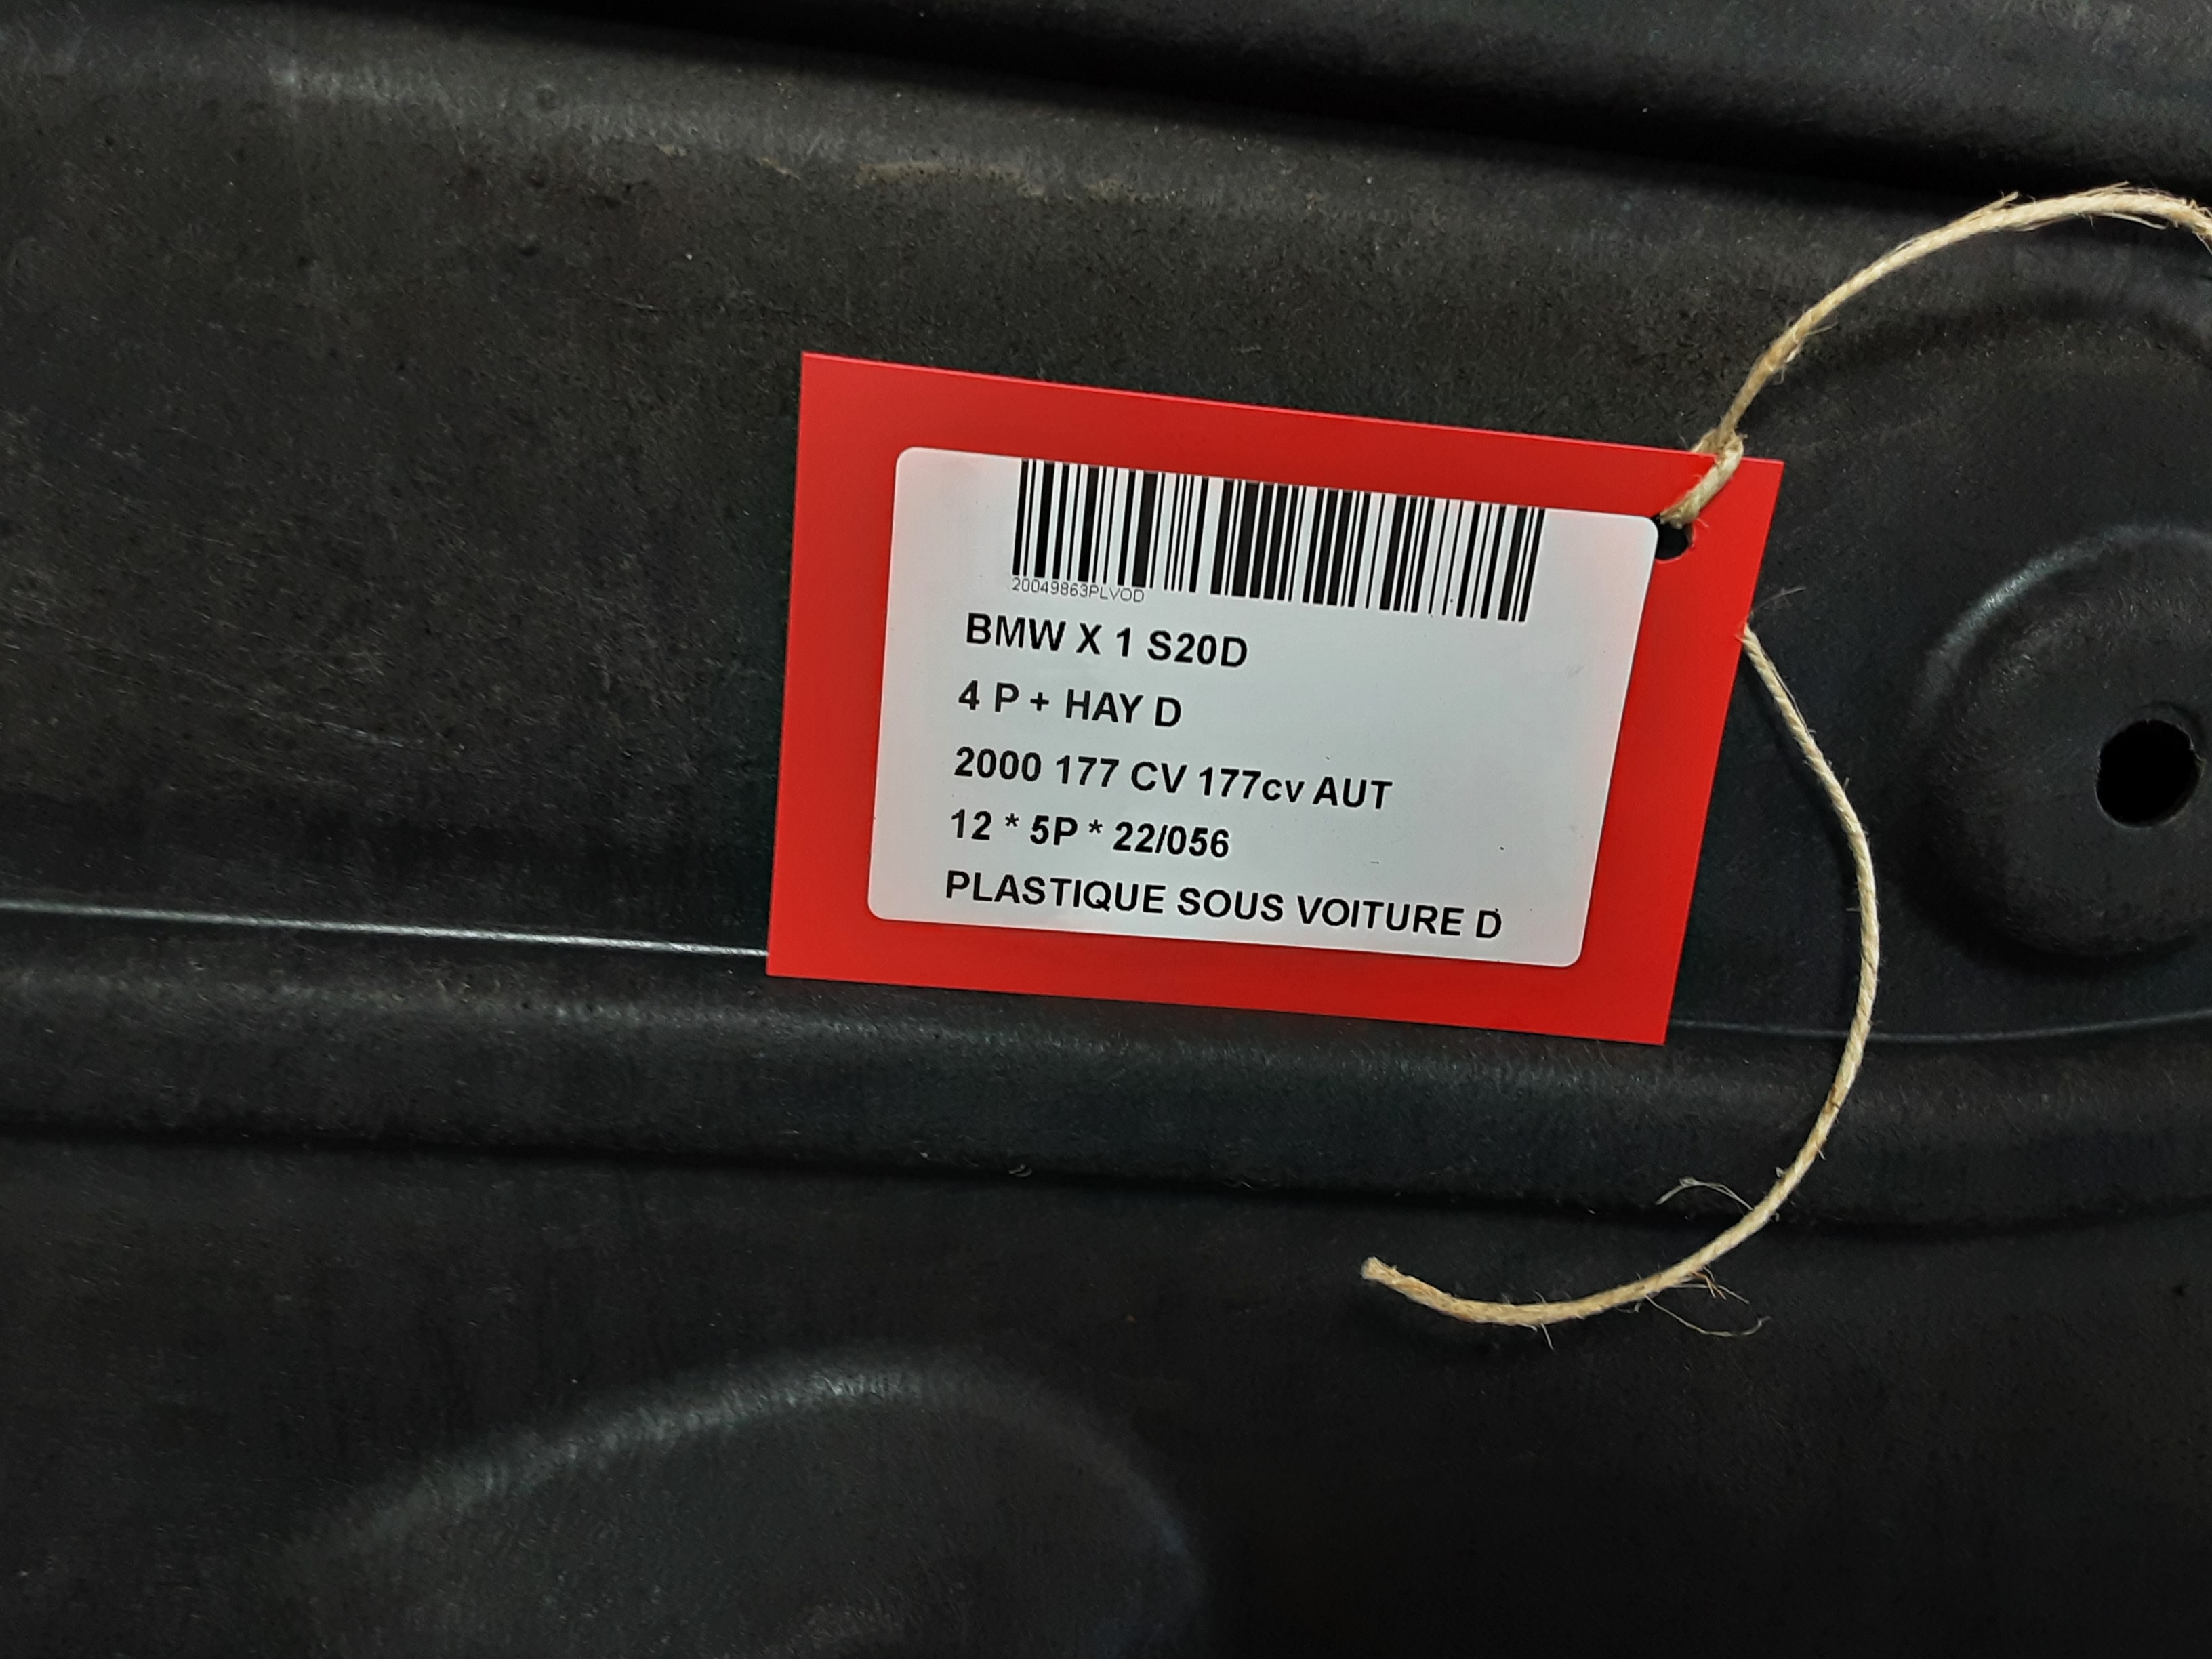 20049863PLVOD
BMW X 1 S20D
4 P + HAY D
2000 177 CV 177cv AUT
12 * 5P * 22/056
PLASTIQUE SOUS VOITURE D